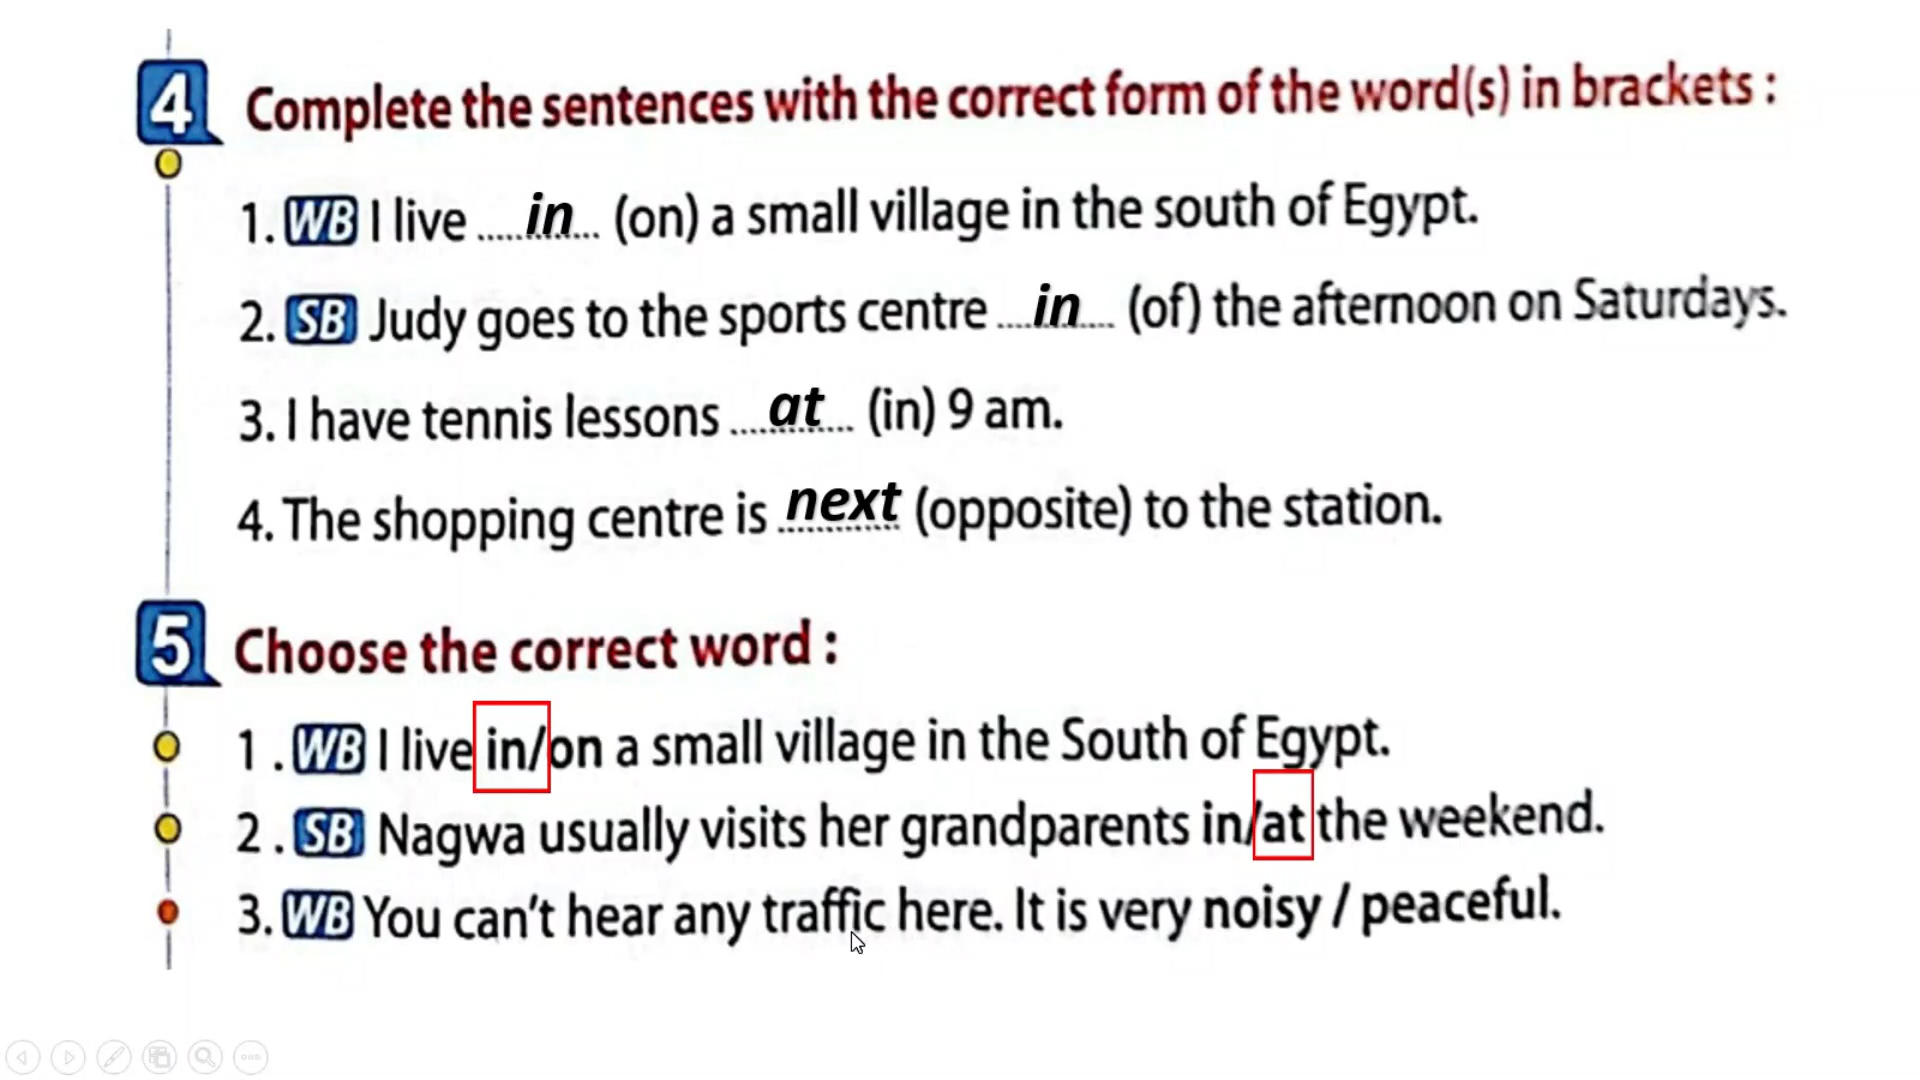 4 Complete the sentences with the correct form of the word(s) in brackets :
1. WB I live ......in...... (on) a small village in the south of Egypt.
2. SB Judy goes to the sports centre ......in...... (of) the afternoon on Saturdays.
3. I have tennis lessons ......at...... (in) 9 am.
4. The shopping centre is ...next... (opposite) to the station.
5 Choose the correct word :
1 . WB I live in/on a small village in the South of Egypt.
2 . SB Nagwa usually visits her grandparents in/at the weekend.
3. WB You can't hear any traffic here. It is very noisy / peaceful.